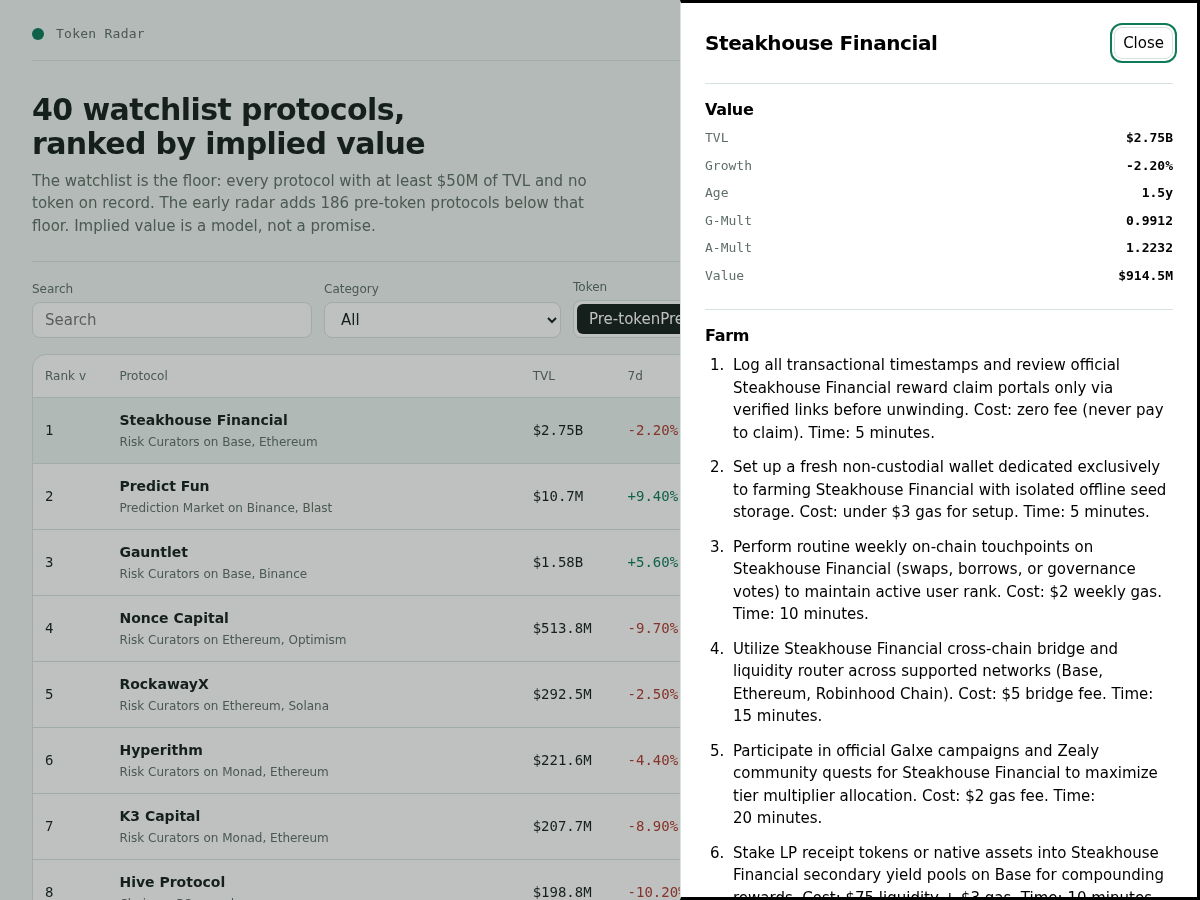 Token Radar
40 watchlist protocols,
ranked by implied value
The watchlist is the floor: every protocol with at least $50M of TVL and no
token on record. The early radar adds 186 pre-token protocols below that
floor. Implied value is a model, not a promise.
Search
Category
Token
Search
All
Pre-tokenPre
Rank v
Protocol
TVL
7d
1
Steakhouse Financial
Risk Curators on Base, Ethereum
$2.75B
-2.20%
2
Predict Fun
Prediction Market on Binance, Blast
$10.7M
+9.40%
3
Gauntlet
Risk Curators on Base, Binance
$1.58B
+5.60%
4
Nonce Capital
Risk Curators on Ethereum, Optimism
$513.8M
-9.70%
5
RockawayX
Risk Curators on Ethereum, Solana
$292.5M
-2.50%
6
Hyperithm
Risk Curators on Monad, Ethereum
$221.6M
-4.40%
7
K3 Capital
Risk Curators on Monad, Ethereum
$207.7M
-8.90%
8
Hive Protocol
$198.8M
-10.20%
Steakhouse Financial
Close
Value
TVL
$2.75B
Growth
-2.20%
Age
1.5y
G-Mult
0.9912
A-Mult
1.2232
Value
$914.5M
Farm
1. Log all transactional timestamps and review official
Steakhouse Financial reward claim portals only via
verified links before unwinding. Cost: zero fee (never pay
to claim). Time: 5 minutes.
2. Set up a fresh non-custodial wallet dedicated exclusively
to farming Steakhouse Financial with isolated offline seed
storage. Cost: under $3 gas for setup. Time: 5 minutes.
3. Perform routine weekly on-chain touchpoints on
Steakhouse Financial (swaps, borrows, or governance
votes) to maintain active user rank. Cost: $2 weekly gas.
Time: 10 minutes.
4. Utilize Steakhouse Financial cross-chain bridge and
liquidity router across supported networks (Base,
Ethereum, Robinhood Chain). Cost: $5 bridge fee. Time:
15 minutes.
5. Participate in official Galxe campaigns and Zealy
community quests for Steakhouse Financial to maximize
tier multiplier allocation. Cost: $2 gas fee. Time:
20 minutes.
6. Stake LP receipt tokens or native assets into Steakhouse
Financial secondary yield pools on Base for compounding
rewards. Cost: $75 liquidity + $3 gas. Time: 10 minutes.